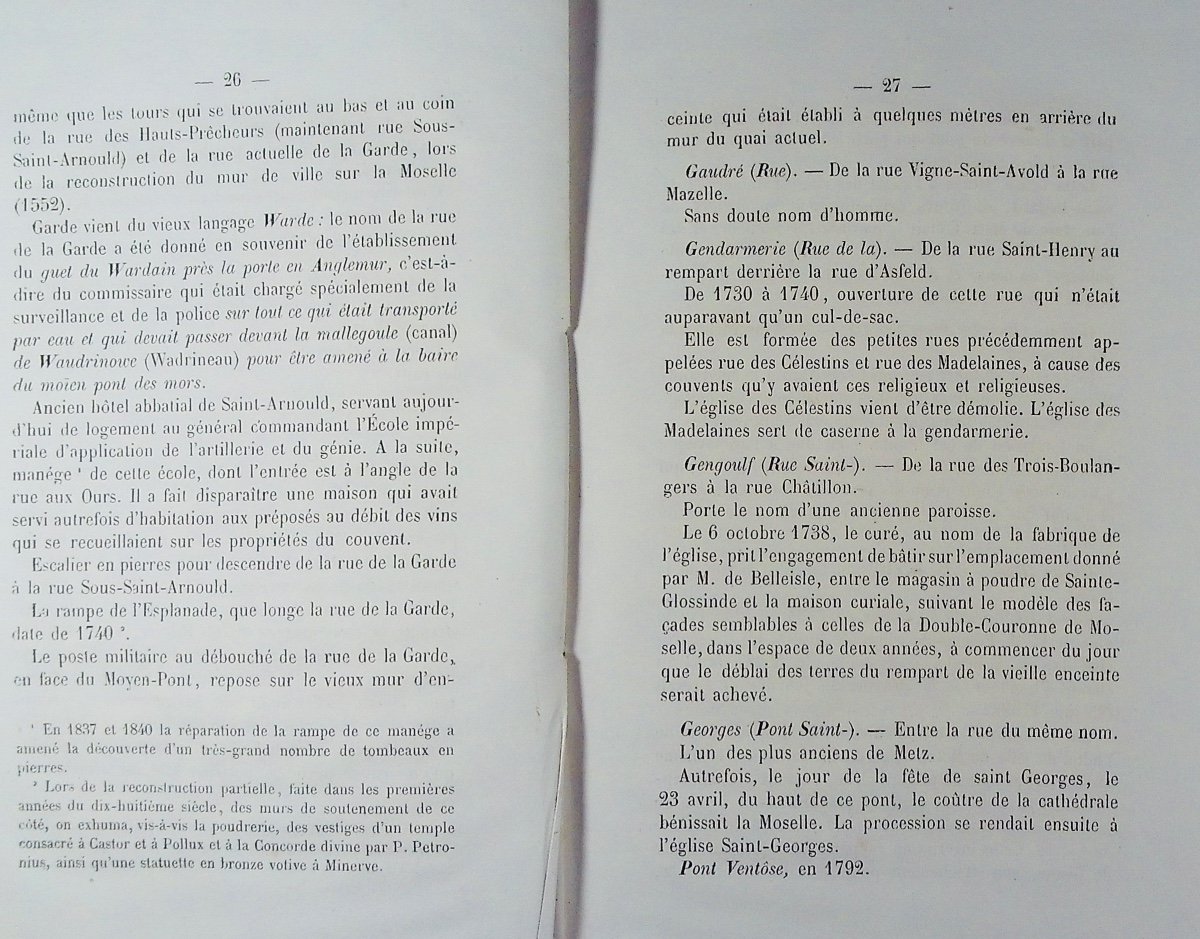 — 26 —
même que les tours qui se trouvaient au bas et au coin
de la rue des Hauts-Prêcheurs (maintenant rue Sous-
Saint-Arnould) et de la rue actuelle de la Garde, lors
de la reconstruction du mur de ville sur la Moselle
(1552).
Garde vient du vieux langage Warde : le nom de la rue
de la Garde a été donné en souvenir de l'établissement
du guet du Wardain près la porte en Anglemur, c'est-à-
dire du commissaire qui était chargé spécialement de la
surveillance et de la police sur tout ce qui était transporté
par eau et qui devait passer devant la mallegoule (canal)
de Waudrinowe (Wadrineau) pour être amené à la baire
du moïen pont des mors.
Ancien hôtel abbatial de Saint-Arnould, servant aujour-
d'hui de logement au général commandant l'École impé-
riale d'application de l'artillerie et du génie. A la suite,
manége ¹ de cette école, dont l'entrée est à l'angle de la
rue aux Ours. Il a fait disparaître une maison qui avait
servi autrefois d'habitation aux préposés au débit des vins
qui se recueillaient sur les propriétés du couvent.
Escalier en pierres pour descendre de la rue de la Garde
à la rue Sous-Saint-Arnould.
La rampe de l'Esplanade, que longe la rue de la Garde,
date de 1740 ².
Le poste militaire au débouché de la rue de la Garde,
en face du Moyen-Pont, repose sur le vieux mur d'en-
¹ En 1837 et 1840 la réparation de la rampe de ce manége a
amené la découverte d'un très-grand nombre de tombeaux en
pierres.
² Lors de la reconstruction partielle, faite dans les premières
années du dix-huitième siècle, des murs de soutenement de ce
côté, on exhuma, vis-à-vis la poudrerie, des vestiges d'un temple
consacré à Castor et à Pollux et à la Concorde divine par P. Petro-
nius, ainsi qu'une statuette en bronze votive à Minerve.
— 27 —
ceinte qui était établi à quelques mètres en arrière du
mur du quai actuel.
Gaudré (Rue). — De la rue Vigne-Saint-Avold à la rue
Mazelle.
Sans doute nom d'homme.
Gendarmerie (Rue de la). — De la rue Saint-Henry au
rempart derrière la rue d'Asfeld.
De 1730 à 1740, ouverture de cette rue qui n'était
auparavant qu'un cul-de-sac.
Elle est formée des petites rues précédemment ap-
pelées rue des Célestins et rue des Madelaines, à cause des
couvents qu'y avaient ces religieux et religieuses.
L'église des Célestins vient d'être démolie. L'église des
Madelaines sert de caserne à la gendarmerie.
Gengoulf (Rue Saint-). — De la rue des Trois-Boulan-
gers à la rue Châtillon.
Porte le nom d'une ancienne paroisse.
Le 6 octobre 1738, le curé, au nom de la fabrique de
l'église, prit l'engagement de bâtir sur l'emplacement donné
par M. de Belleisle, entre le magasin à poudre de Sainte-
Glossinde et la maison curiale, suivant le modèle des fa-
çades semblables à celles de la Double-Couronne de Mo-
selle, dans l'espace de deux années, à commencer du jour
que le déblai des terres du rempart de la vieille enceinte
serait achevé.
Georges (Pont Saint-). — Entre la rue du même nom.
L'un des plus anciens de Metz.
Autrefois, le jour de la fête de saint Georges, le
23 avril, du haut de ce pont, le coûtre de la cathédrale
bénissait la Moselle. La procession se rendait ensuite à
l'église Saint-Georges.
Pont Ventôse, en 1792.